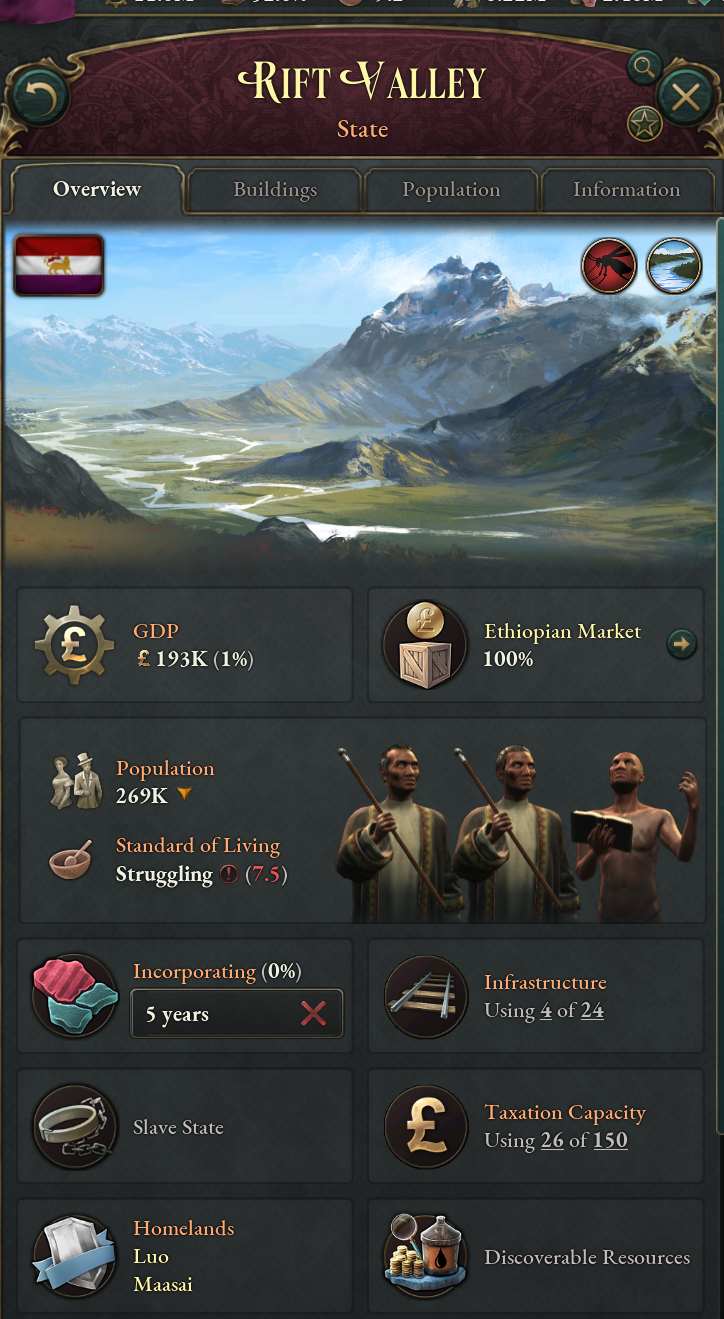 Rift Valley
State
Overview
Buildings
Population
Information
GDP
£ 193K (1%)
Ethiopian Market
100%
Population
269K
Standard of Living
Struggling (7.5)
Incorporating (0%)
5 years
Infrastructure
Using 4 of 24
Slave State
Taxation Capacity
Using 26 of 150
Homelands
Luo
Maasai
Discoverable Resources